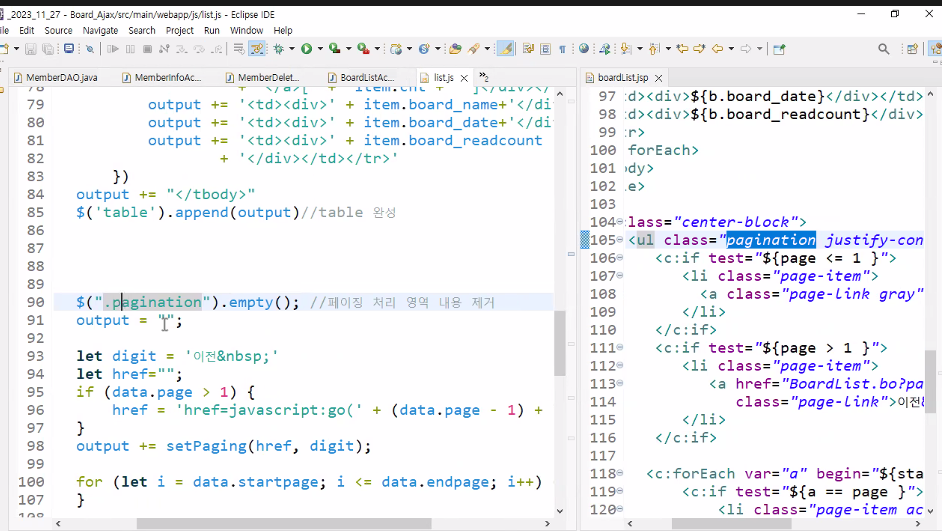 _2023_11_27 - Board_Ajax/src/main/webapp/js/list.js - Eclipse IDE
ile Edit Source Navigate Search Project Run Window Help
MemberDAO.java MemberInfoAc... MemberDelet... BoardListAc... list.js »2
79 output += '<td><div>' + item.board_name+'</di
80 output += '<td><div>' + item.board_date+'</di
81 output += '<td><div>' + item.board_readcount
82 + '</div></td></tr>'
83 })
84 output += "</tbody>"
85 $('table').append(output)//table 완성
86
87
88
89
90 $(".pagination").empty(); //페이징 처리 영역 내용 제거
91 output = "";
92
93 let digit = '이전&nbsp;'
94 let href="";
95 if (data.page > 1) {
96 href = 'href=javascript:go(' + (data.page - 1) +
97 }
98 output += setPaging(href, digit);
99
100 for (let i = data.startpage; i <= data.endpage; i++)
107 }
boardList.jsp
97 d><div>${b.board_date}</div></td>
98 d><div>${b.board_readcount}</div>
99 tr>
100 forEach>
101 ody>
102 e>
103
104 lass="center-block">
105 <ul class="pagination justify-con
106 <c:if test="${page <= 1 }">
107 <li class="page-item">
108 <a class="page-link gray"
109 </li>
110 </c:if>
111 <c:if test="${page > 1 }">
112 <li class="page-item">
113 <a href="BoardList.bo?pa
114 class="page-link">이전&
115 </li>
116 </c:if>
117
118 <c:forEach var="a" begin="${sta
119 <c:if test="${a == page }">
120 <li class="page-item ac